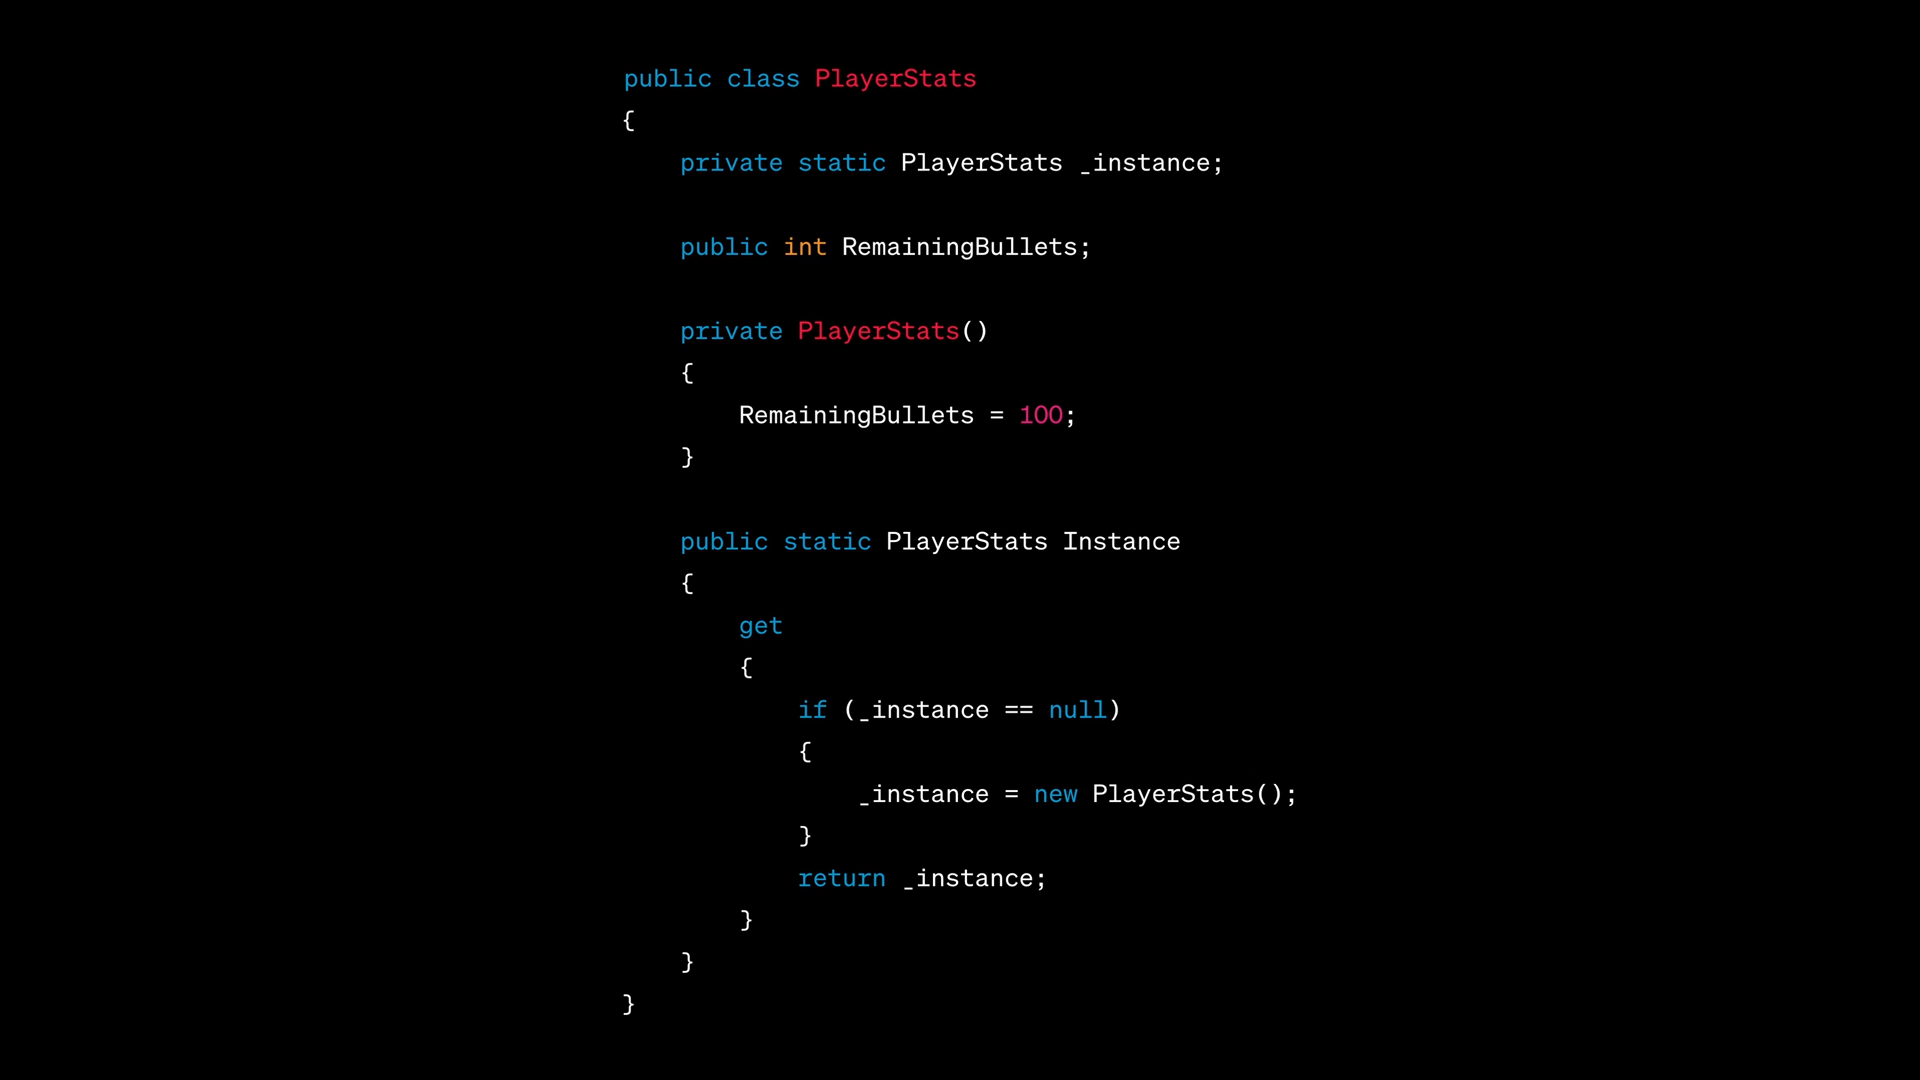 public class PlayerStats
{
private static PlayerStats _instance;
public int RemainingBullets;
private PlayerStats()
{
RemainingBullets = 100;
}
public static PlayerStats Instance
{
get
{
if (_instance == null)
{
_instance = new PlayerStats();
}
return _instance;
}
}
}